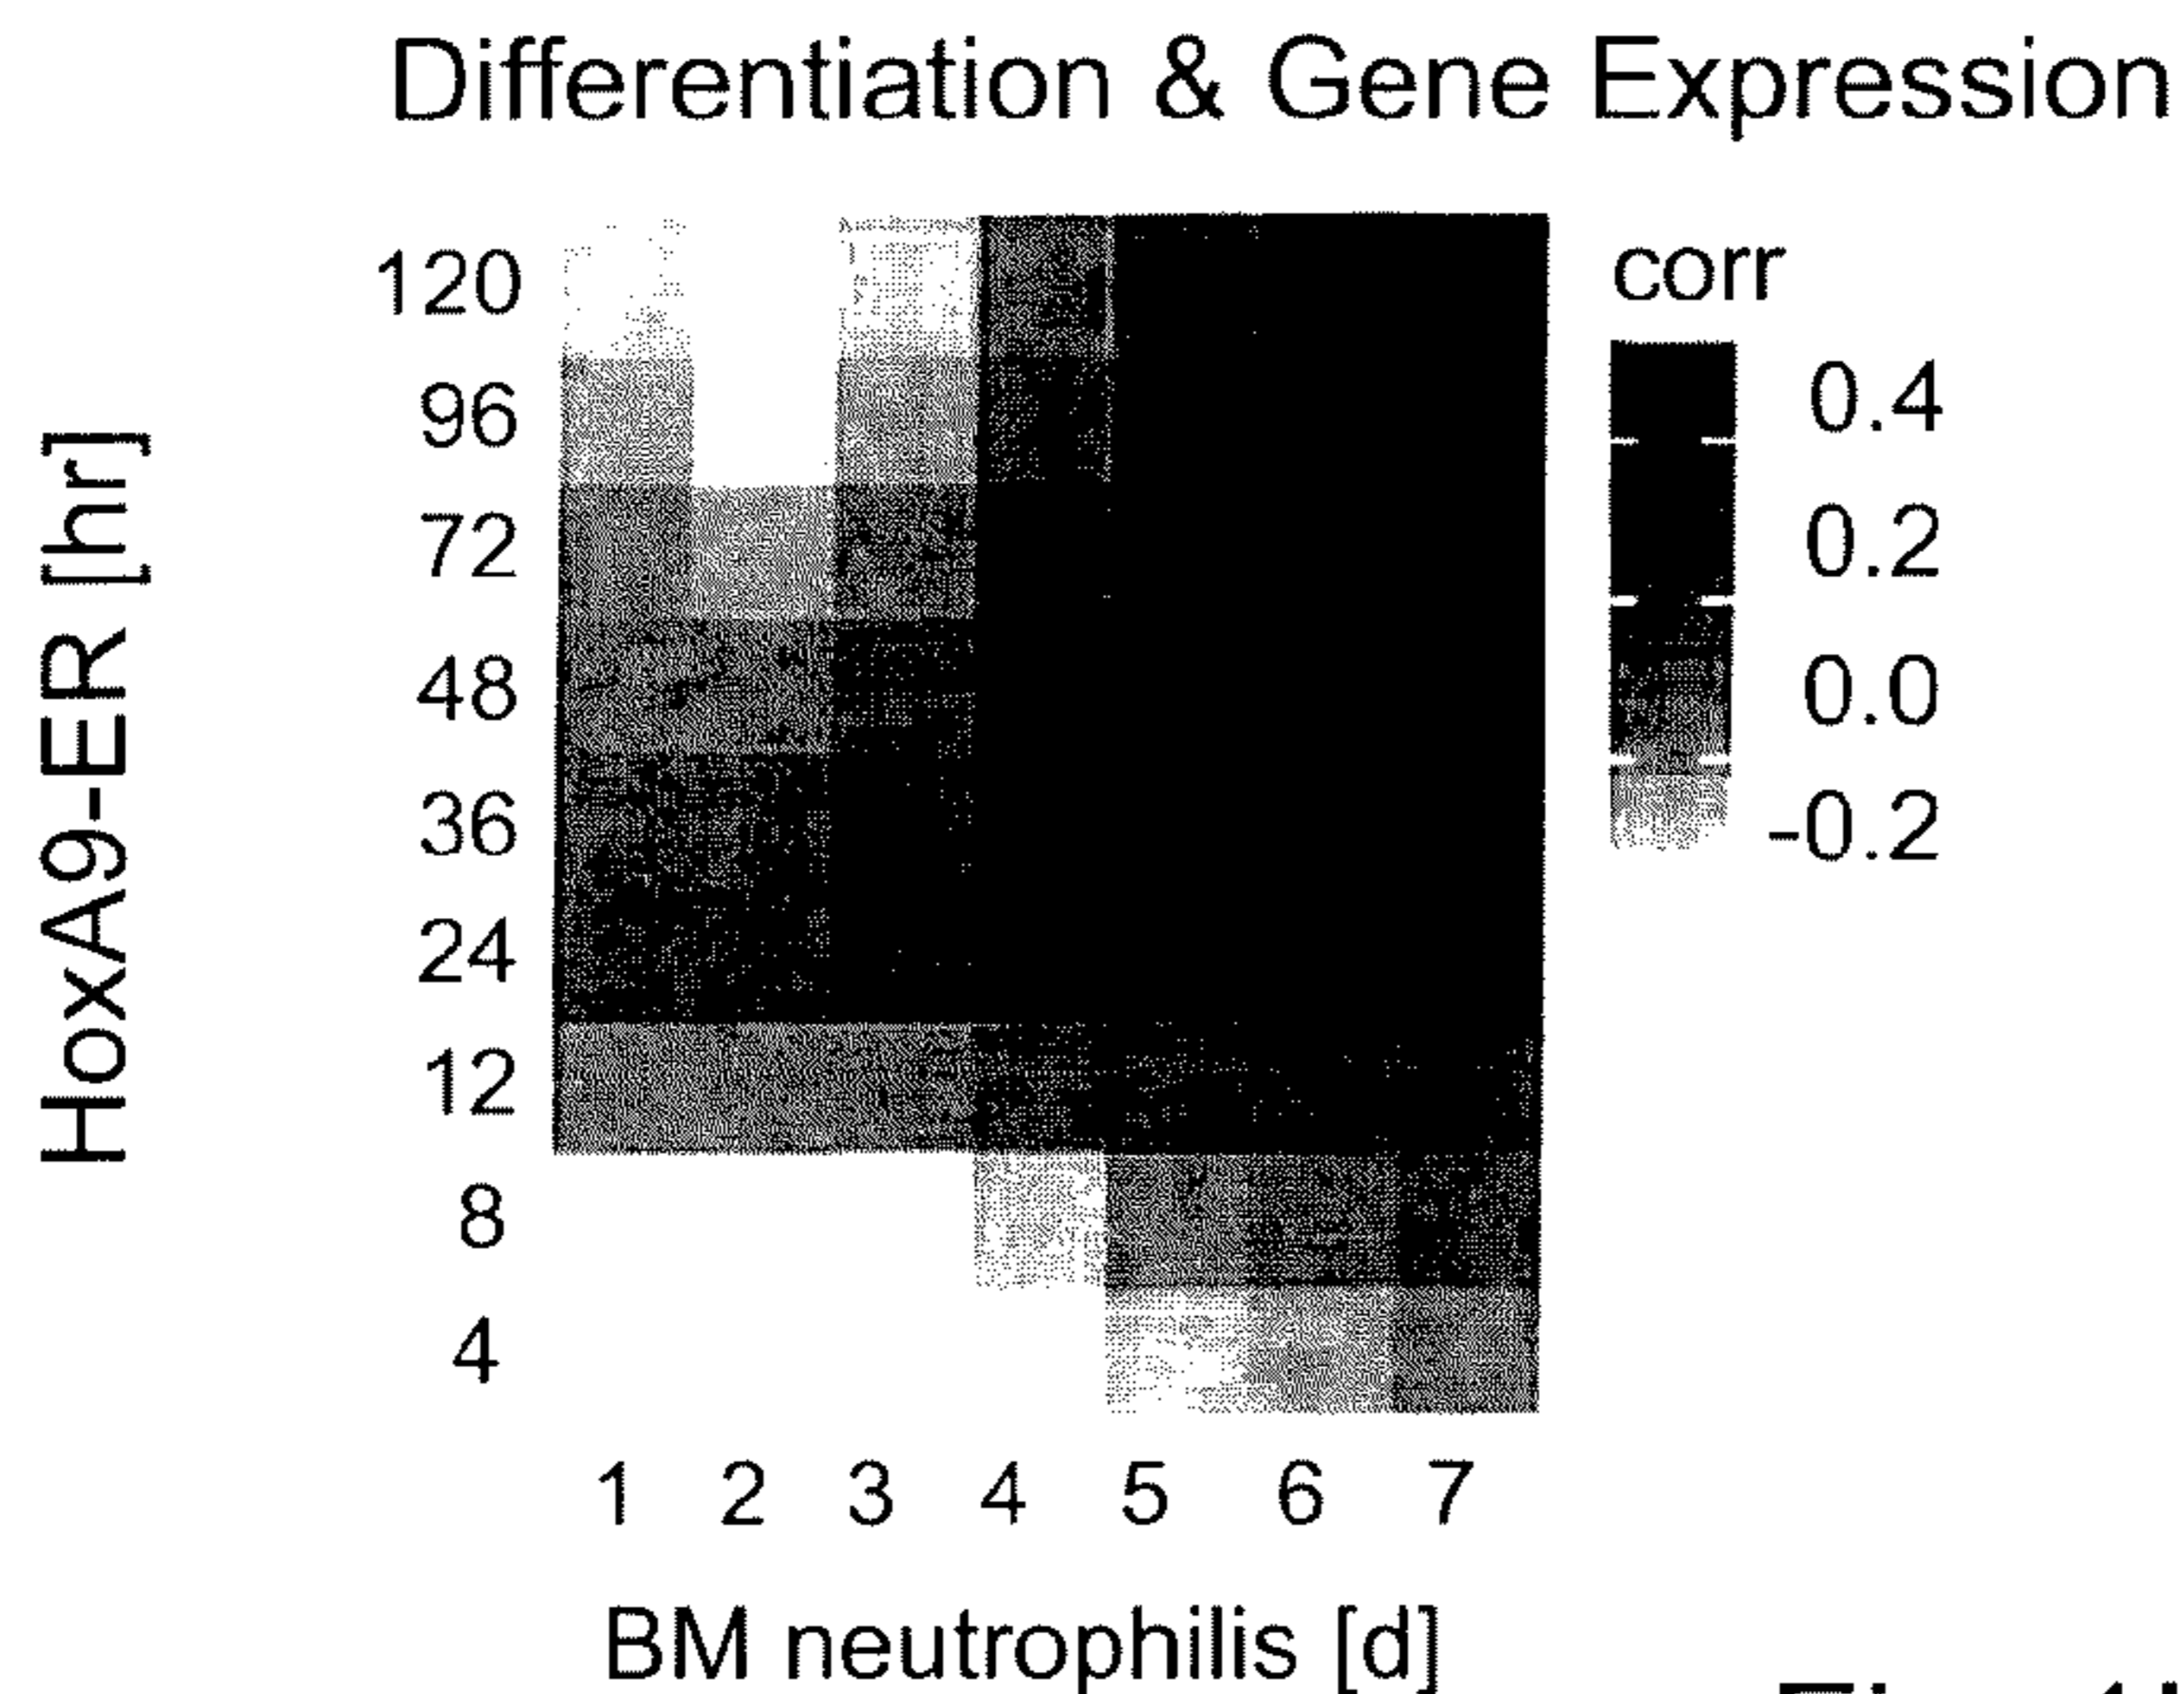 Differentiation & Gene Expression
corr
0.4
0.2
0.0
-0.2
HoxA9-ER [hr]
120
96
72
48
36
24
12
8
4
1 2 3 4 5 6 7
BM neutrophilis [d]